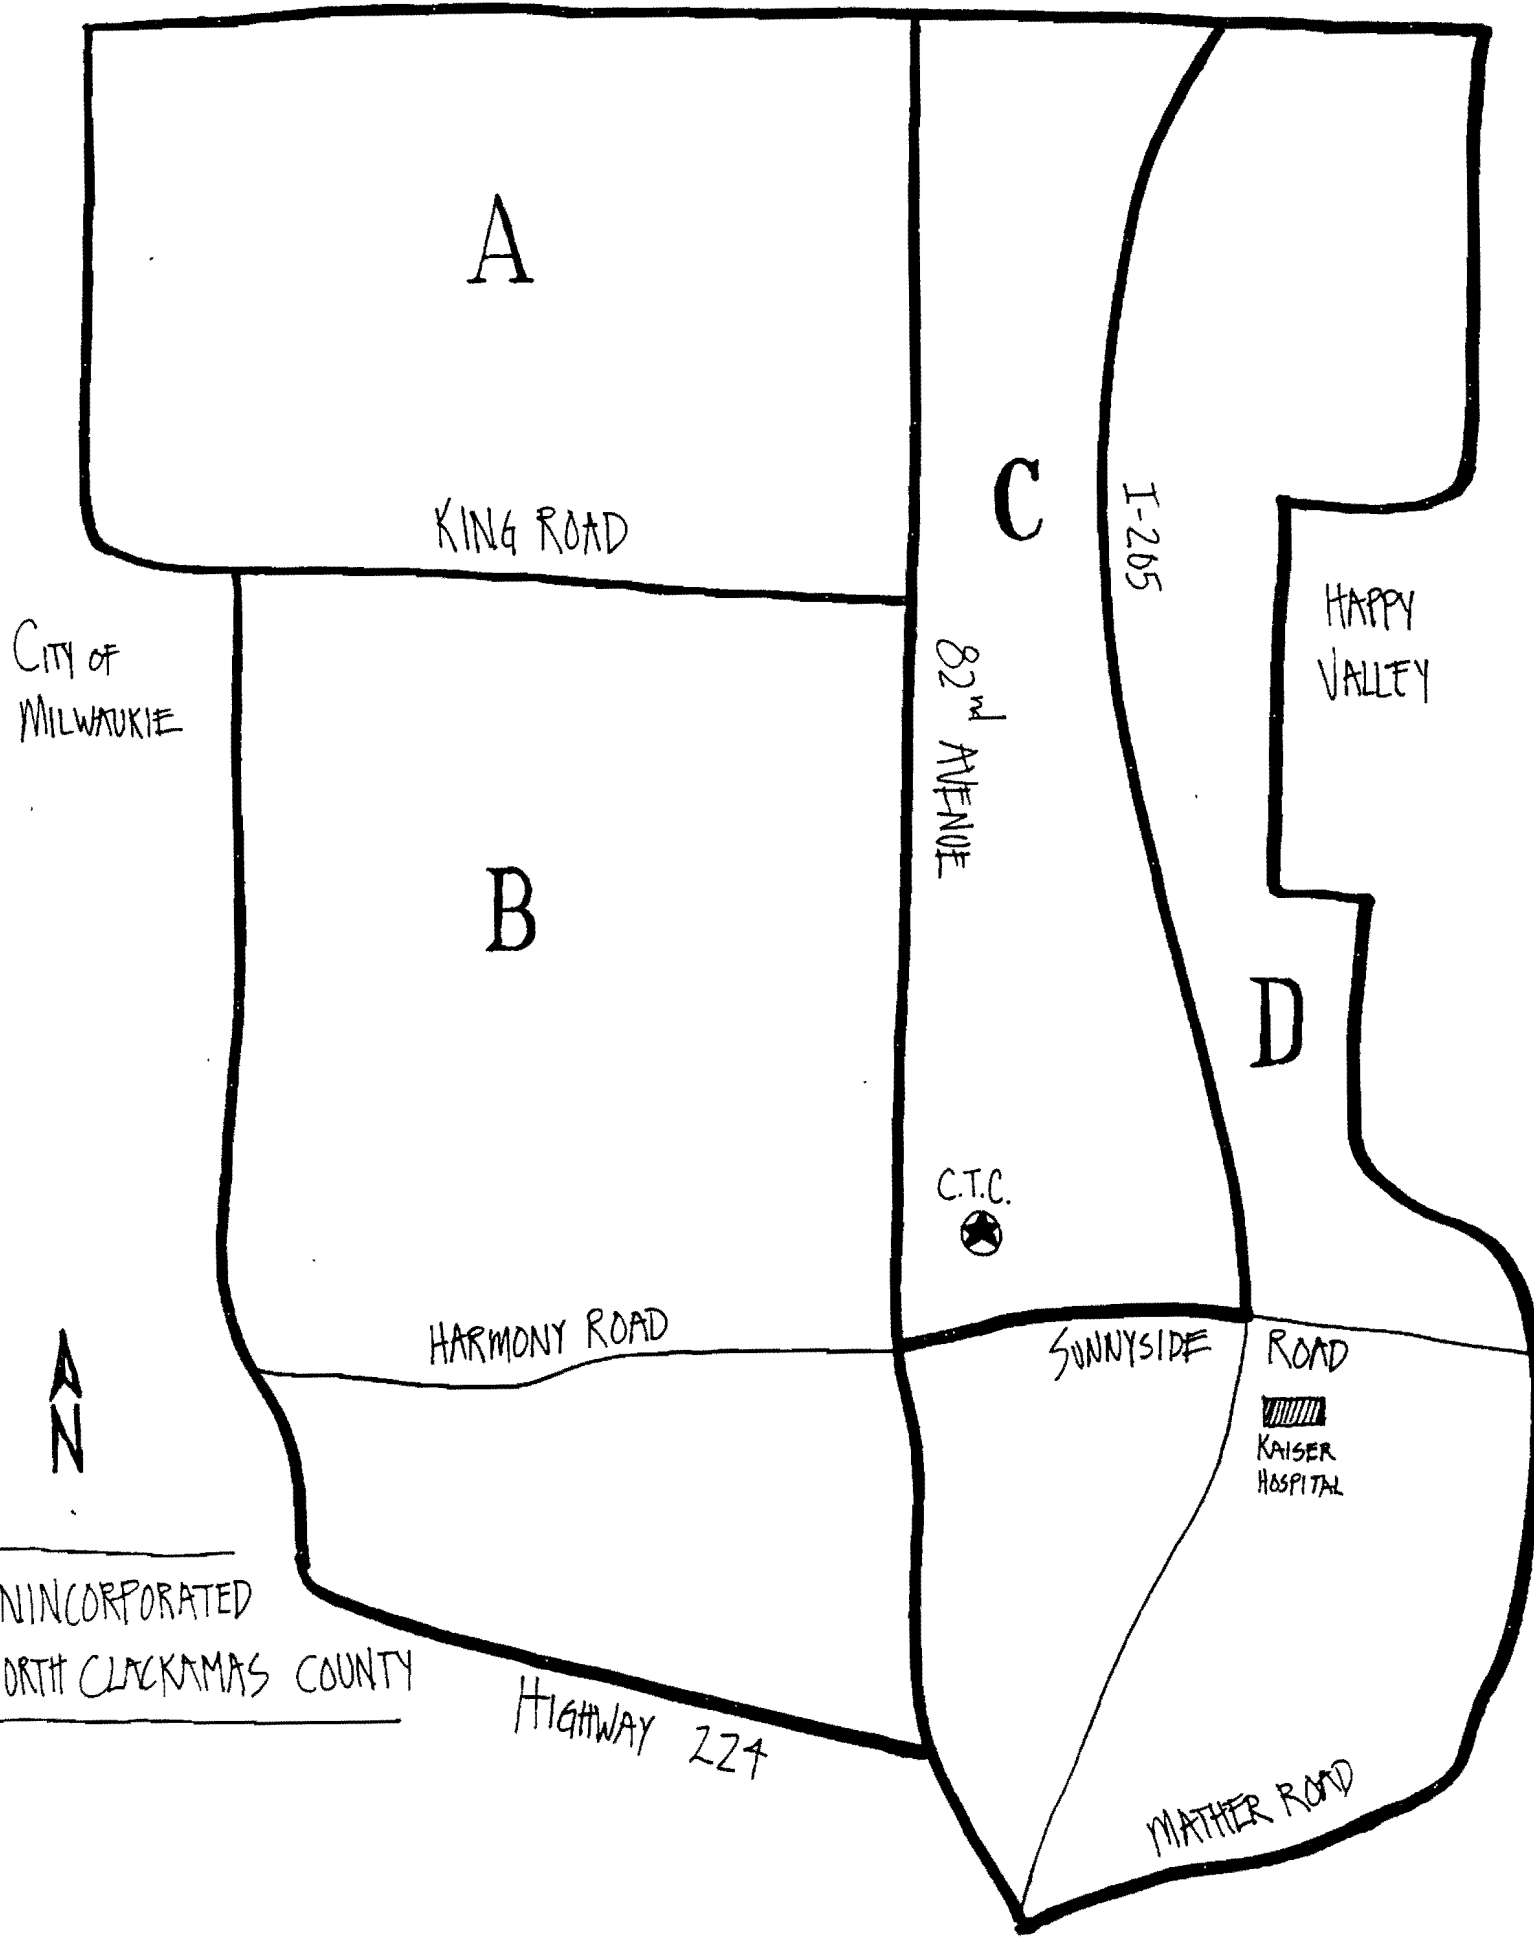 A
C
I-205
KING ROAD
HAPPY
VALLEY
CITY OF
MILWAUKIE
82nd AVENUE
B
D
C.T.C.
HARMONY ROAD
SUNNYSIDE ROAD
KAISER
HOSPITAL
N
NINCORPORATED
ORTH CLACKAMAS COUNTY
HIGHWAY 224
MATHER ROAD